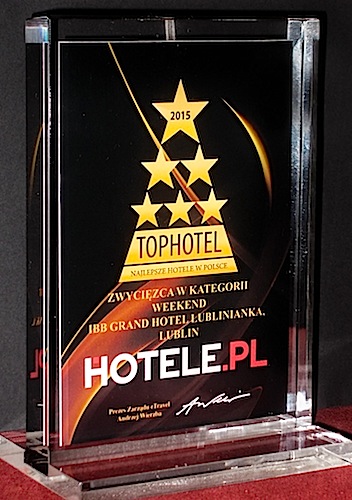 2015
TOPHOTEL
NAJLEPSZE HOTELE W POLSCE
ZWYCIĘZCA W KATEGORII
WEEKEND
IBB GRAND HOTEL LUBLINIANKA,
LUBLIN
HOTELE.PL
Prezes Zarządu eTravel
Andrzej Wierzba